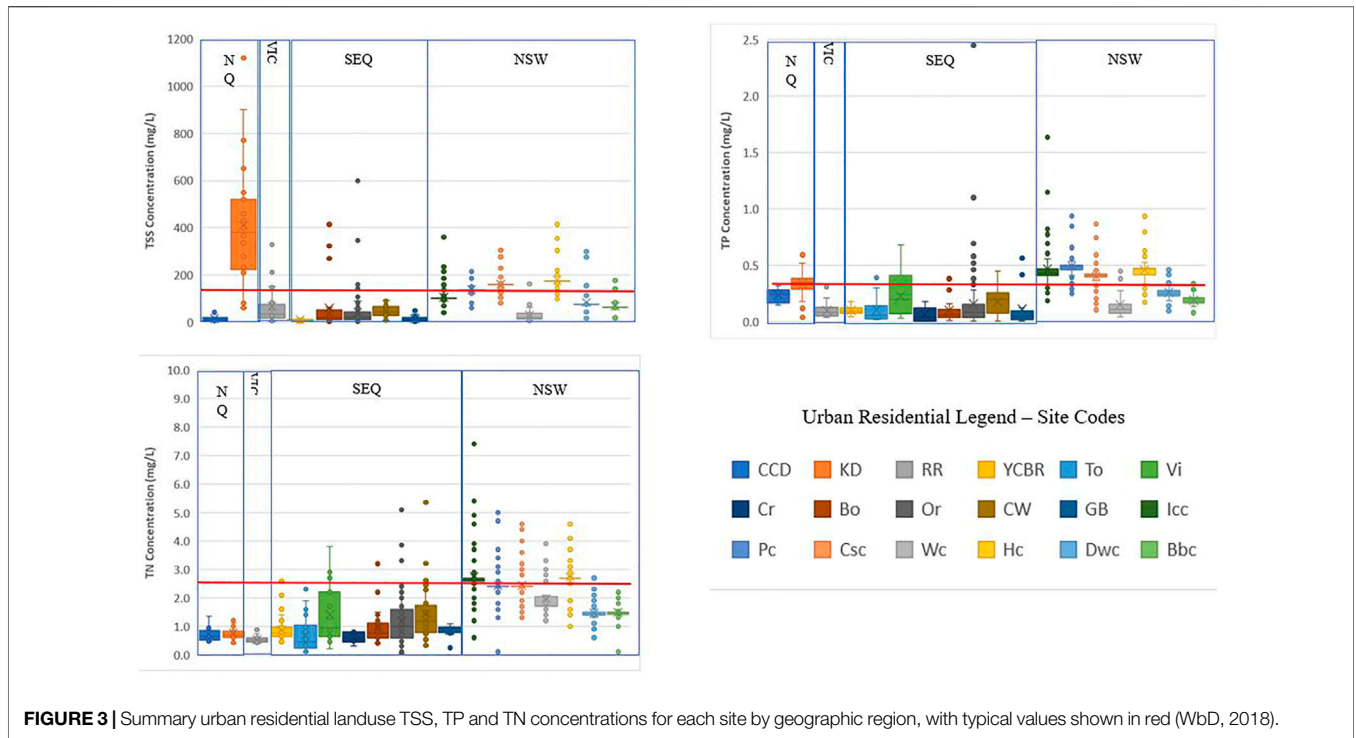 1200
1000
800
600
400
200
0
TSS Concentration (mg/L)
N
Q
VIC
SEQ
NSW
2.5
2.0
1.5
1.0
0.5
0.0
TP Concentration (mg/L)
N
Q
VIC
SEQ
NSW
10.0
9.0
8.0
7.0
6.0
5.0
4.0
3.0
2.0
1.0
0.0
TN Concentration (mg/L)
N
Q
VIC
SEQ
NSW
Urban Residential Legend – Site Codes
CCD KD RR YCBR To Vi
Cr Bo Or CW GB Icc
Pc Csc Wc Hc Dwc Bbc
FIGURE 3 | Summary urban residential landuse TSS, TP and TN concentrations for each site by geographic region, with typical values shown in red (WbD, 2018).